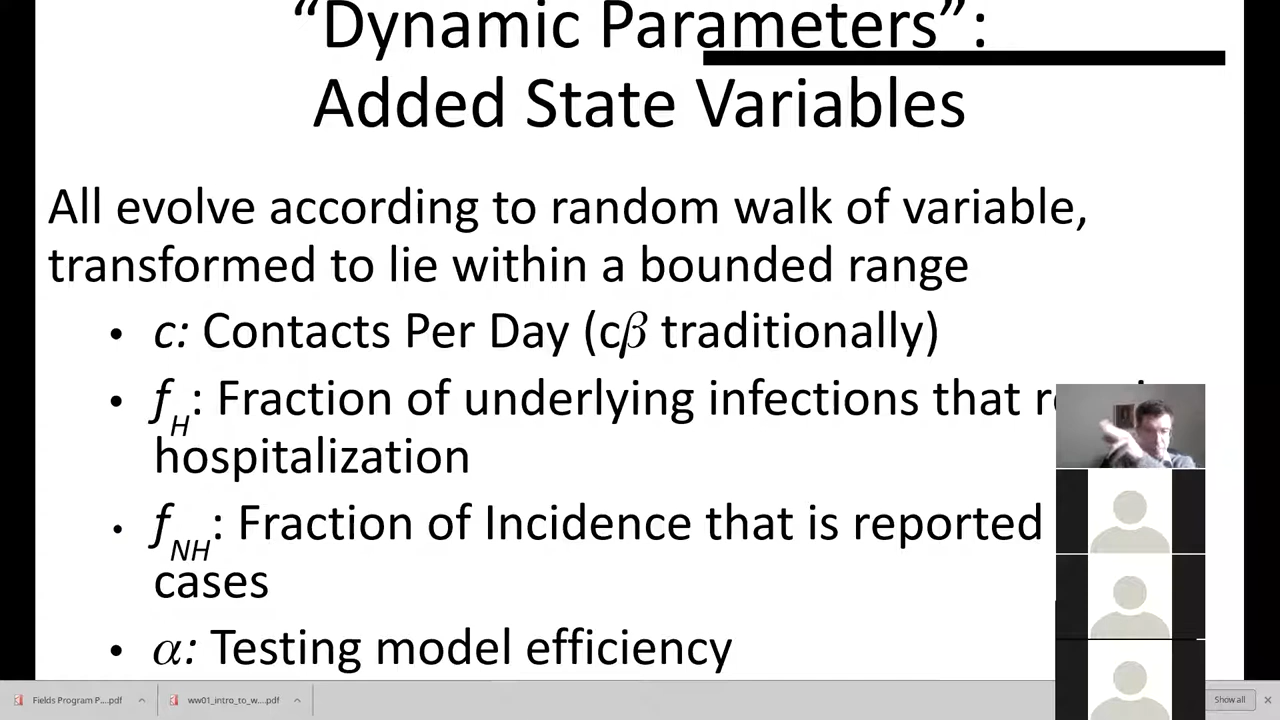 “Dynamic Parameters”:
Added State Variables
All evolve according to random walk of variable,
transformed to lie within a bounded range
• c: Contacts Per Day (cβ traditionally)
• fH: Fraction of underlying infections that
hospitalization
• fNH: Fraction of Incidence that is reported
cases
• α: Testing model efficiency
Fields Program P....pdf
ww01_intro_to_w....pdf
Show all